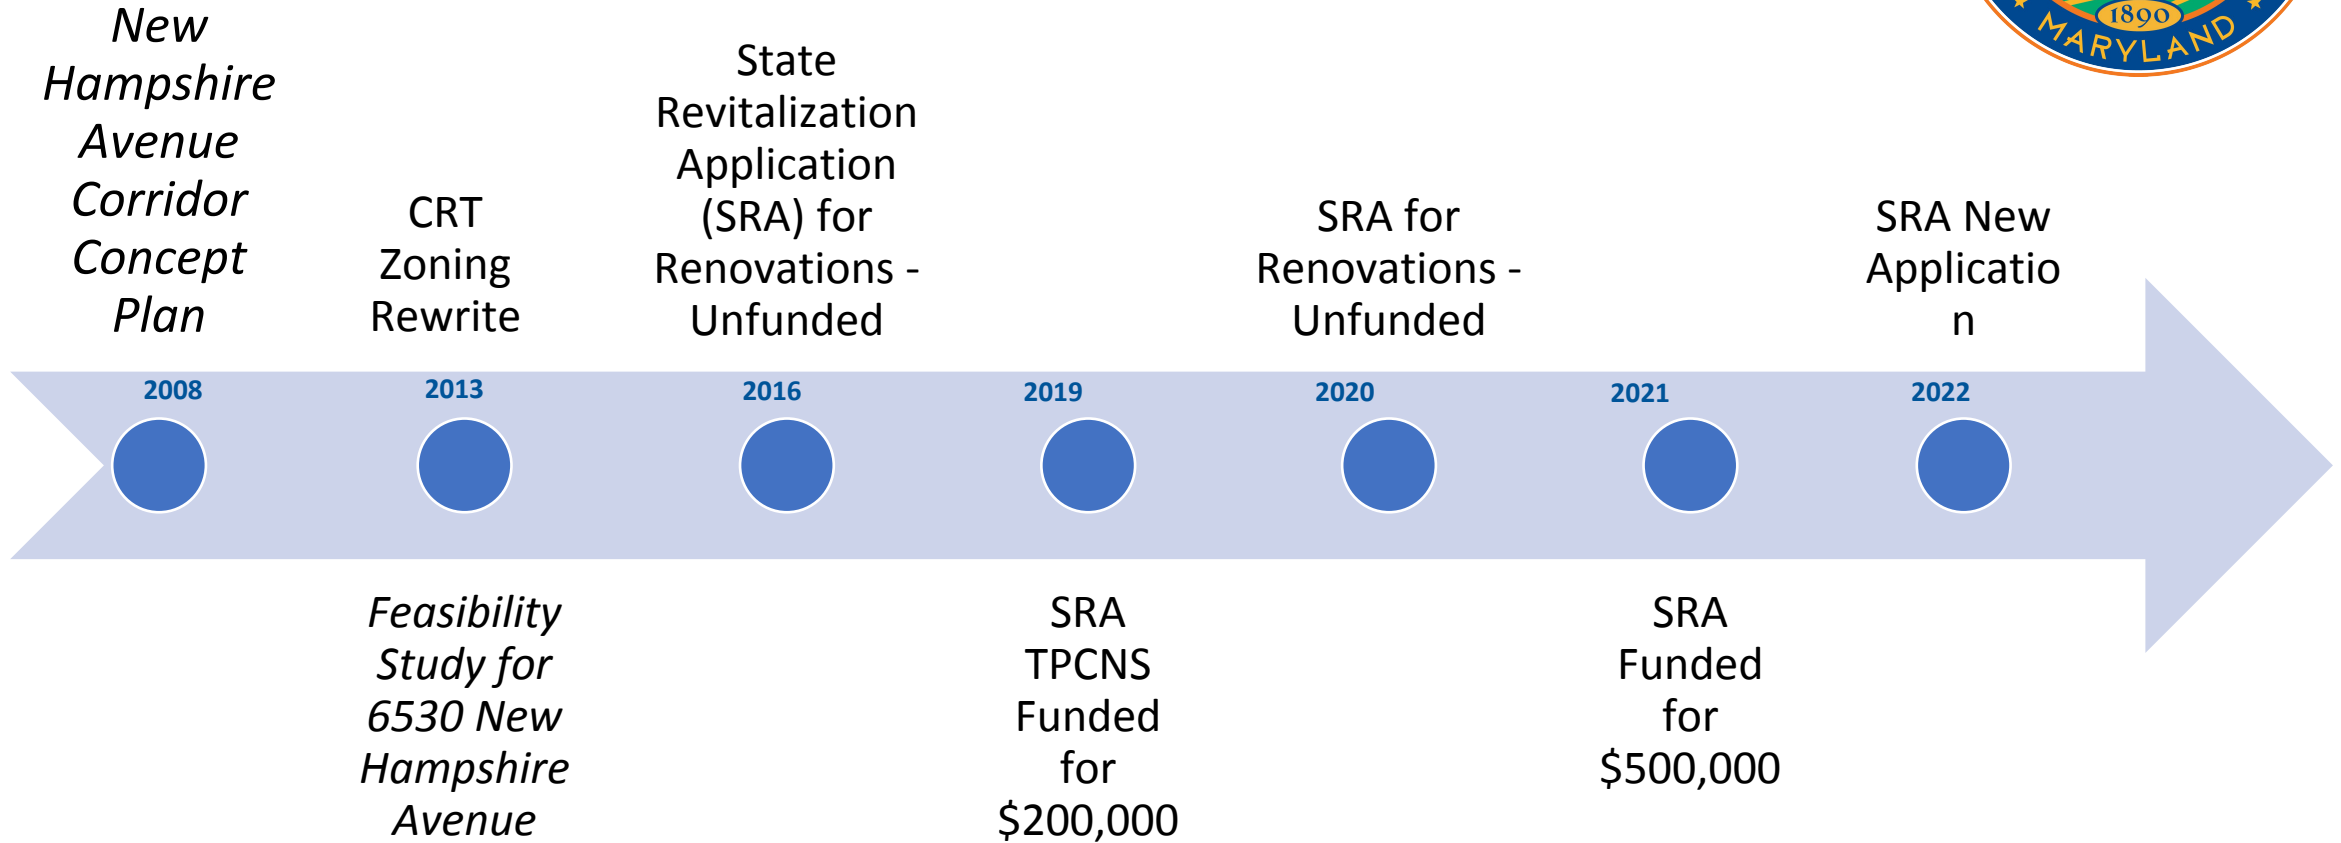 New
Hampshire
Avenue
Corridor
Concept
Plan
CRT
Zoning
Rewrite
State
Revitalization
Application
(SRA) for
Renovations -
Unfunded
SRA for
Renovations -
Unfunded
SRA New
Applicatio
n
1890
MARYLAND
2008
2013
2016
2019
2020
2021
2022
Feasibility
Study for
6530 New
Hampshire
Avenue
SRA
TPCNS
Funded
for
$200,000
SRA
Funded
for
$500,000